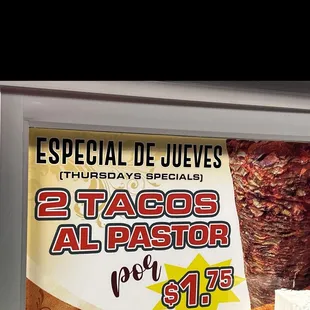 ESPECIAL DE JUEVES
(THURSDAYS SPECIALS)
2 TACOS
AL PASTOR
por
$1.75